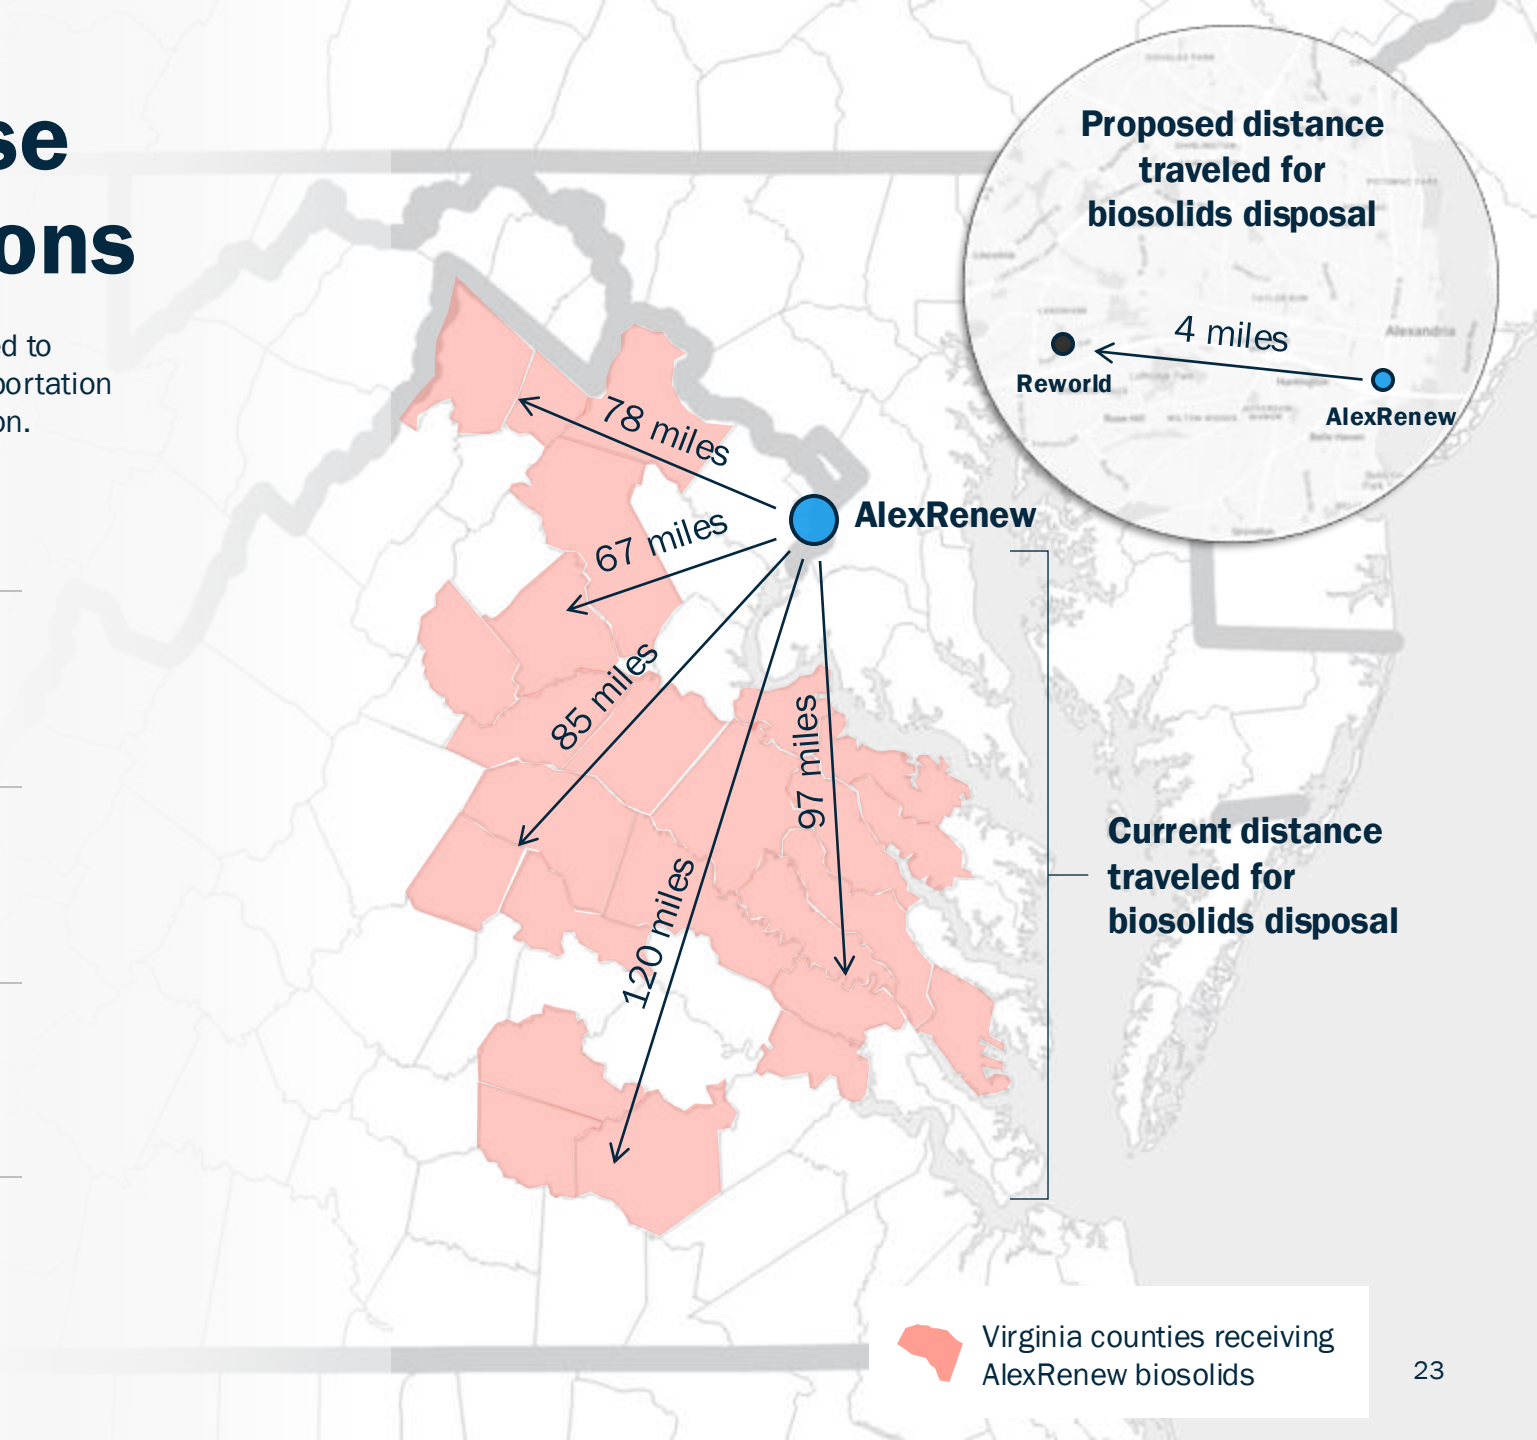 se
ons
ed to
portation
on.
Proposed distance
traveled for
biosolids disposal
4 miles
Reworld
AlexRenew
Alexandria
78 miles
AlexRenew
67 miles
85 miles
97 miles
120 miles
Current distance
traveled for
biosolids disposal
Virginia counties receiving
AlexRenew biosolids
23